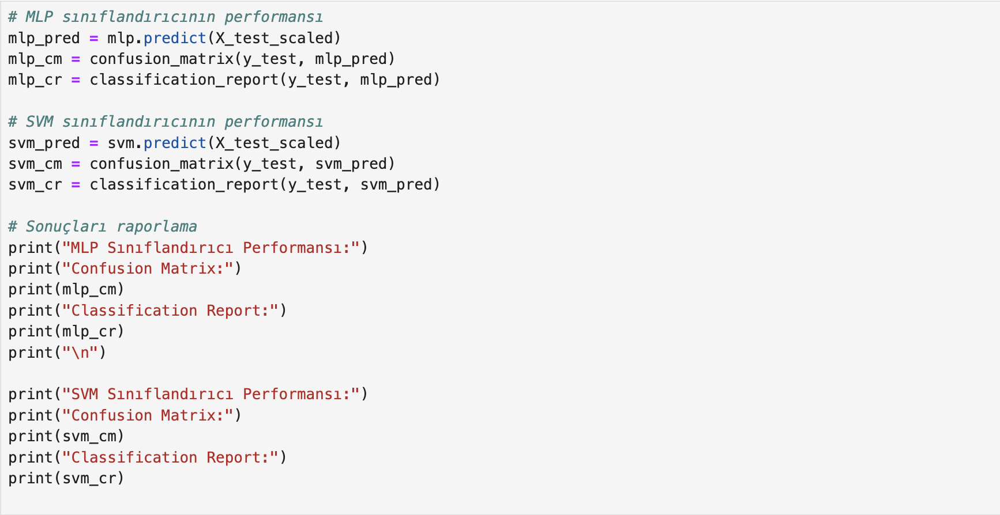 # MLP sınıflandırıcının performansı
mlp_pred = mlp.predict(X_test_scaled)
mlp_cm = confusion_matrix(y_test, mlp_pred)
mlp_cr = classification_report(y_test, mlp_pred)
# SVM sınıflandırıcının performansı
svm_pred = svm.predict(X_test_scaled)
svm_cm = confusion_matrix(y_test, svm_pred)
svm_cr = classification_report(y_test, svm_pred)
# Sonuçları raporlama
print("MLP Sınıflandırıcı Performansı:")
print("Confusion Matrix:")
print(mlp_cm)
print("Classification Report:")
print(mlp_cr)
print("\n")
print("SVM Sınıflandırıcı Performansı:")
print("Confusion Matrix:")
print(svm_cm)
print("Classification Report:")
print(svm_cr)